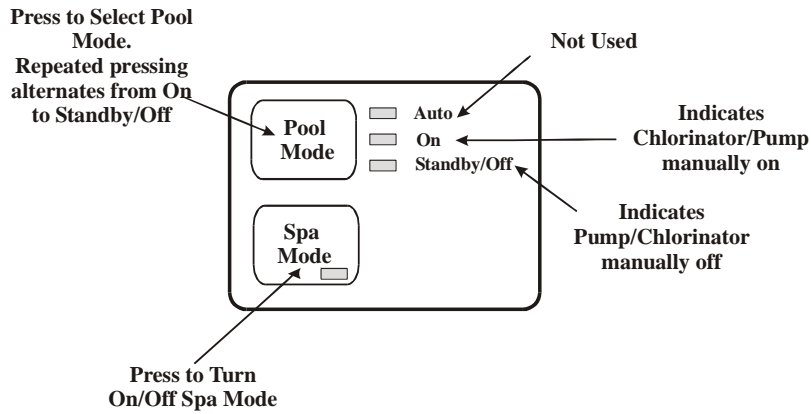 Press to Select Pool
Mode.
Repeated pressing
alternates from On
to Standby/Off
Not Used
Pool
Mode
Auto
On
Standby/Off
Indicates
Chlorinator/Pump
manually on
Indicates
Pump/Chlorinator
manually off
Spa
Mode
Press to Turn
On/Off Spa Mode